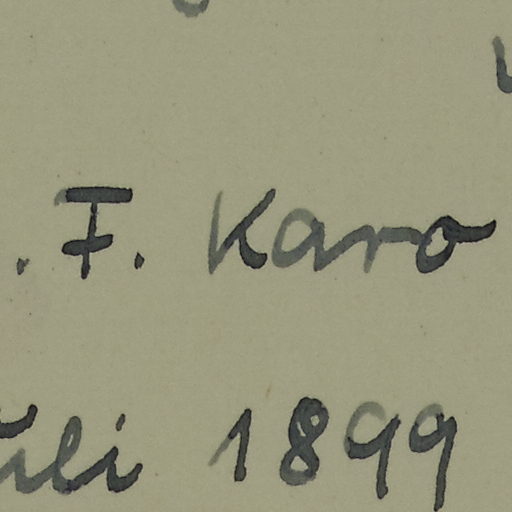 . F. Karo
uli 1899